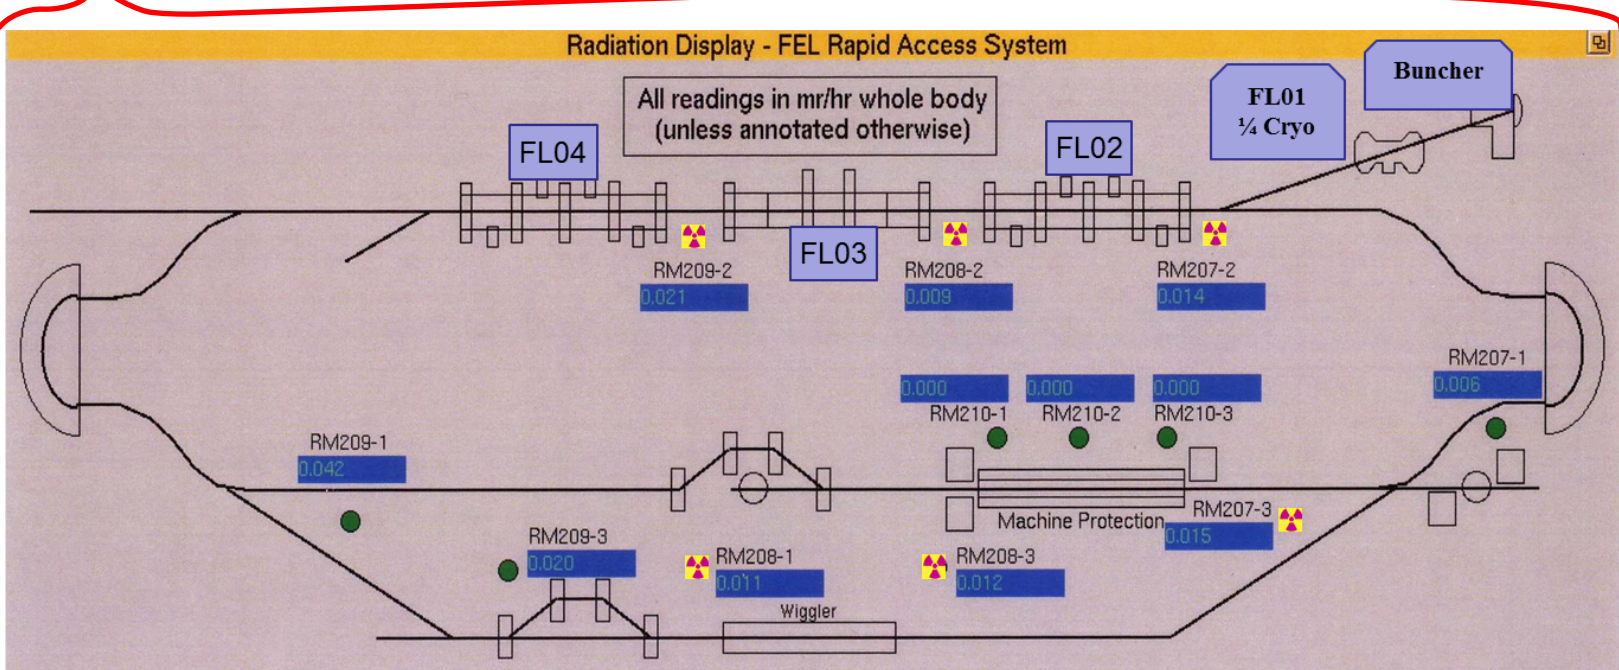 Radiation Display - FEL Rapid Access System
All readings in mr/hr whole body
(unless annotated otherwise)
Buncher
FL01
¼ Cryo
FL04
FL02
FL03
RM209-2
0.021
RM208-2
0.009
RM207-2
0.014
RM207-1
0.006
0.000
0.000
0.000
RM210-1
RM210-2
RM210-3
RM209-1
0.042
Machine Protection
RM207-3
0.015
RM209-3
0.020
RM208-1
0.011
RM208-3
0.012
Wiggler